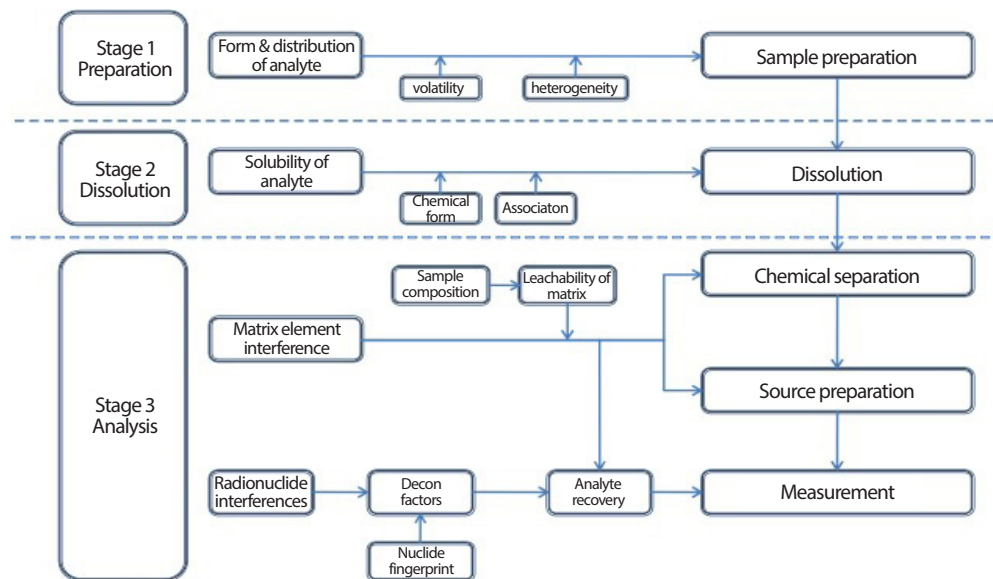 Stage 1
Preparation
Form & distribution
of analyte
volatility
heterogeneity
Sample preparation
Stage 2
Dissolution
Solubility of
analyte
Chemical
form
Associaton
Dissolution
Stage 3
Analysis
Sample
composition
Leachability of
matrix
Chemical separation
Matrix element
interference
Source preparation
Radionuclide
interferences
Decon
factors
Analyte
recovery
Measurement
Nuclide
fingerprint